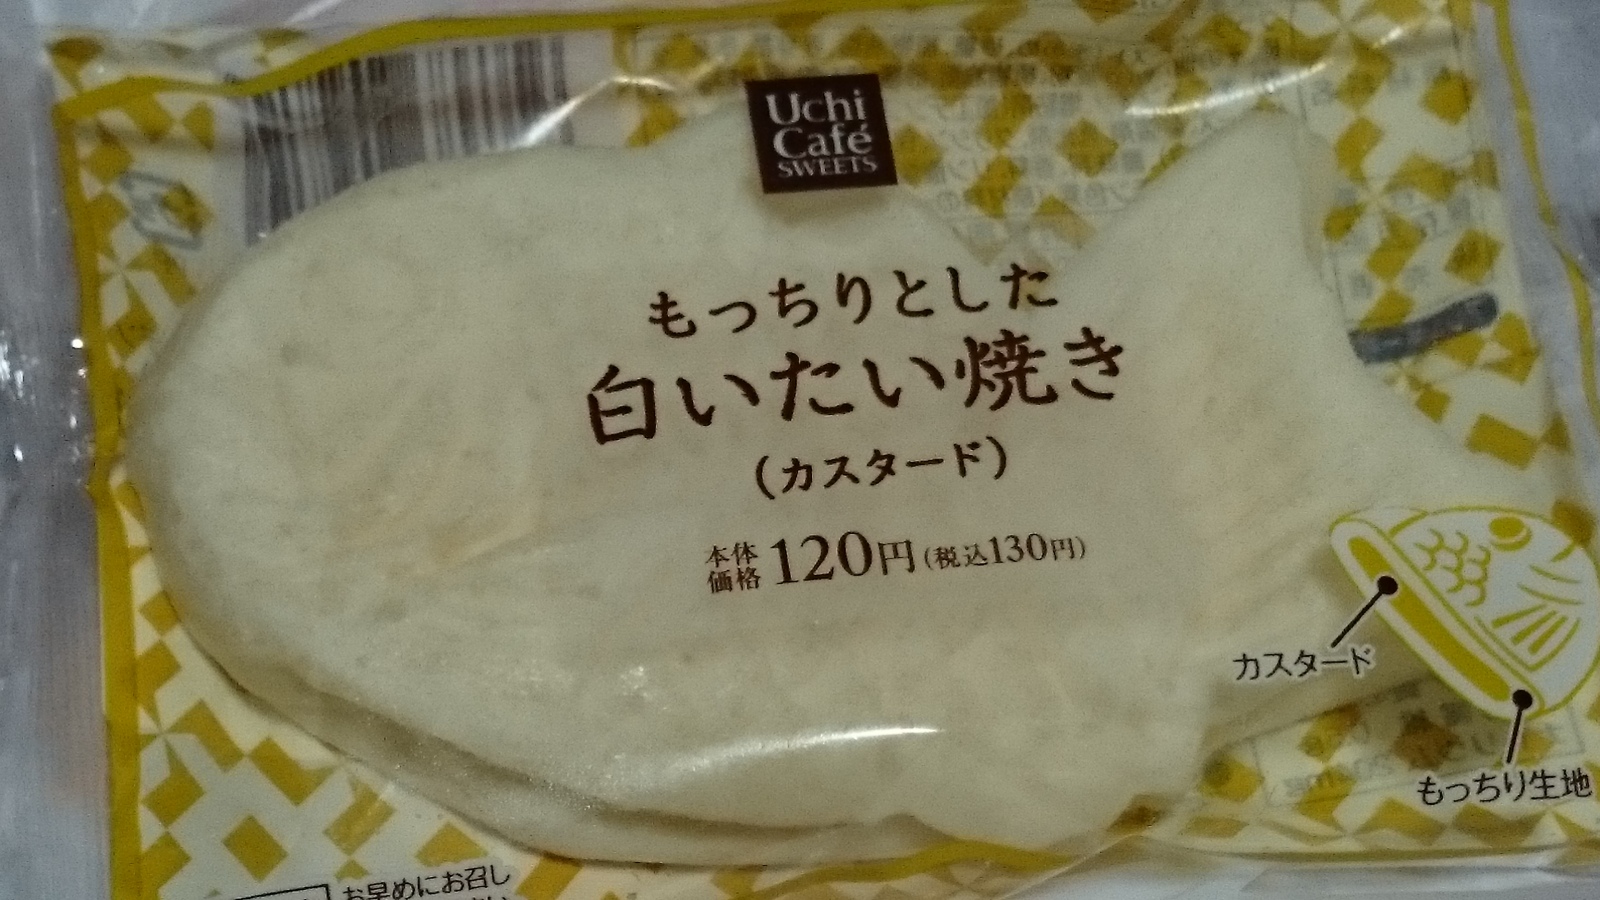 Uchi
Café
SWEETS
もっちりとした
白いたい焼き
(カスタード)
本体
価格 120円(税込130円)
カスタード
もっちり生地
お早めにお召し